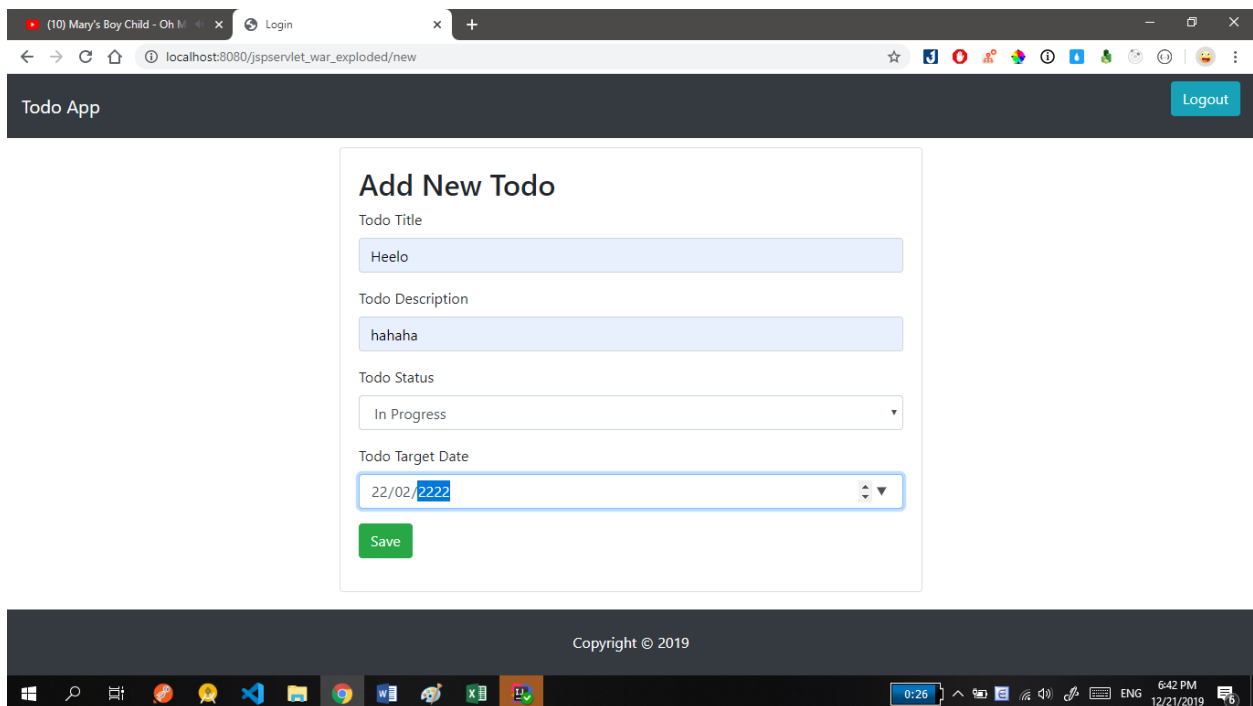 (10) Mary's Boy Child - Oh M
Login
localhost:8080/jspservlet_war_exploded/new
Todo App
Logout
Add New Todo
Todo Title
Heelo
Todo Description
hahaha
Todo Status
In Progress
Todo Target Date
22/02/2222
Save
Copyright © 2019
0:26
ENG
6:42 PM
12/21/2019
6